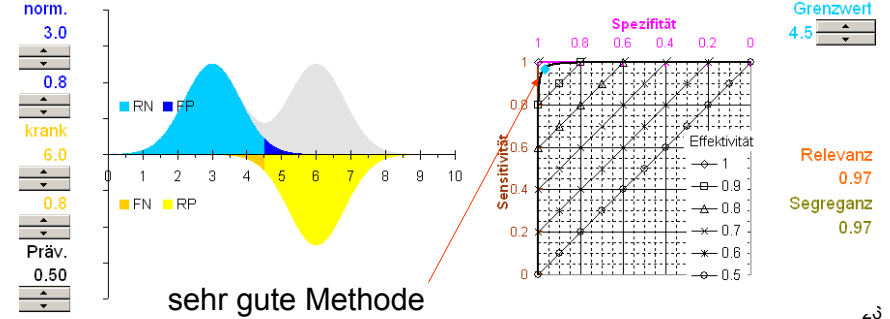 norm.
3.0
0.8
krank
6.0
0.8
Präv.
0.50
RN FP
0 1 2 3 4 5 6 7 8 9 10
FN RP
sehr gute Methode
Spezifität
1 0.8 0.6 0.4 0.2 0
Sensitivität
1
0.8
0.6
0.4
0.2
0
Effektivität
1
0.9
0.8
0.7
0.6
0.5
Grenzwert
4.5
Relevanz
0.97
Segreganz
0.97